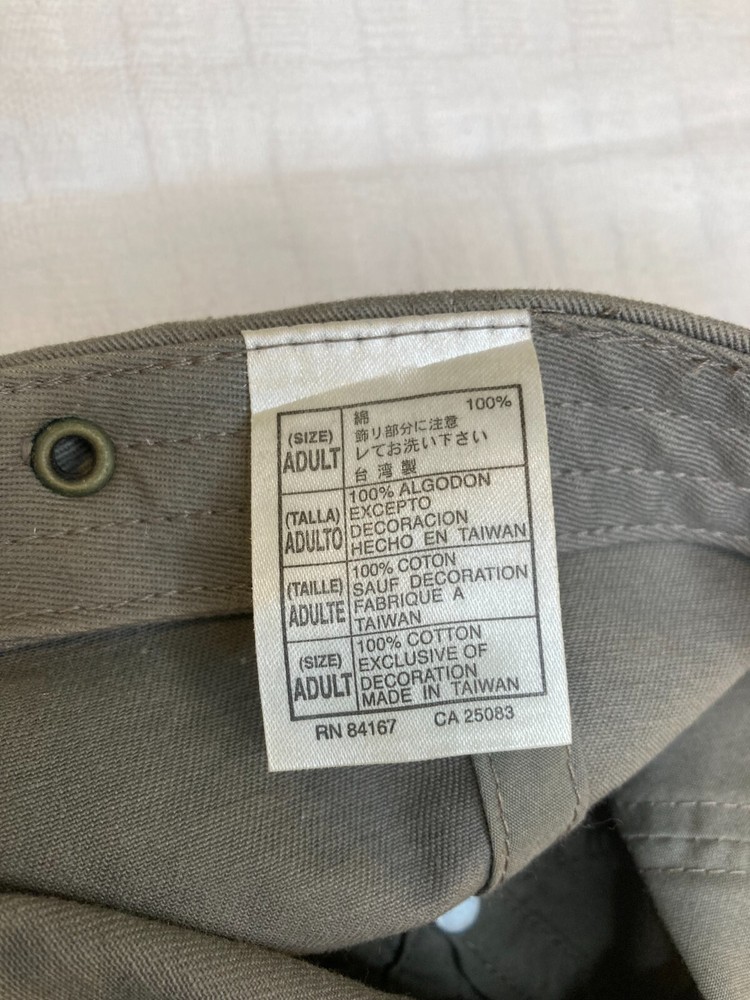 (SIZE)
ADULT
綿 100%
飾リ部分に注意
レてお洗い下さい
台湾製
(TALLA)
ADULTO
100% ALGODON
EXCEPTO
DECORACION
HECHO EN TAIWAN
(TAILLE)
ADULTE
100% COTON
SAUF DECORATION
FABRIQUE A
TAIWAN
(SIZE)
ADULT
100% COTTON
EXCLUSIVE OF
DECORATION
MADE IN TAIWAN
RN 84167 CA 25083